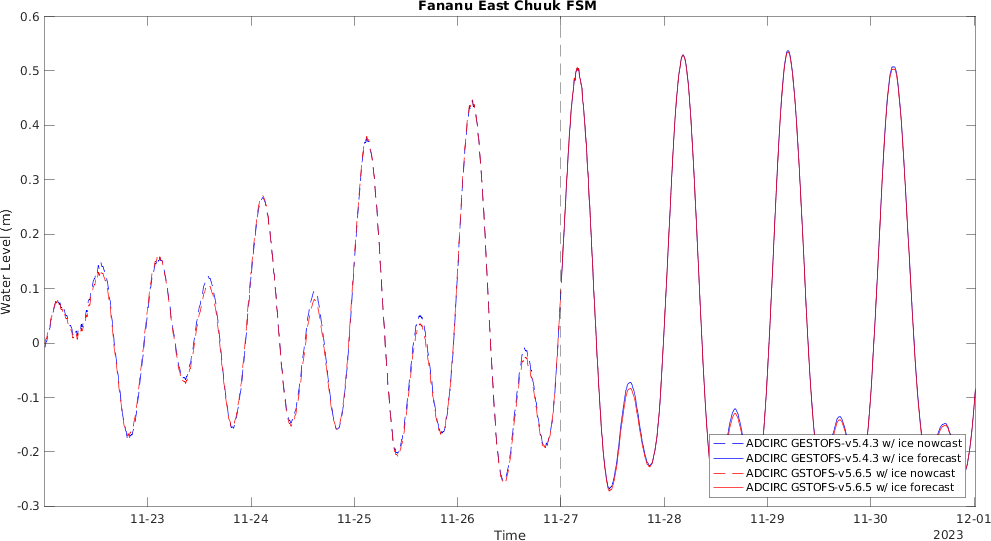 Fananu East Chuuk FSM
0.6
0.5
0.4
0.3
0.2
0.1
0
-0.1
-0.2
-0.3
Water Level (m)
ADCIRC GESTOFS-v5.4.3 w/ ice nowcast
ADCIRC GESTOFS-v5.4.3 w/ ice forecast
ADCIRC GSTOFS-v5.6.5 w/ ice nowcast
ADCIRC GSTOFS-v5.6.5 w/ ice forecast
11-23 11-24 11-25 11-26 11-27 11-28 11-29 11-30 12-01
Time
2023